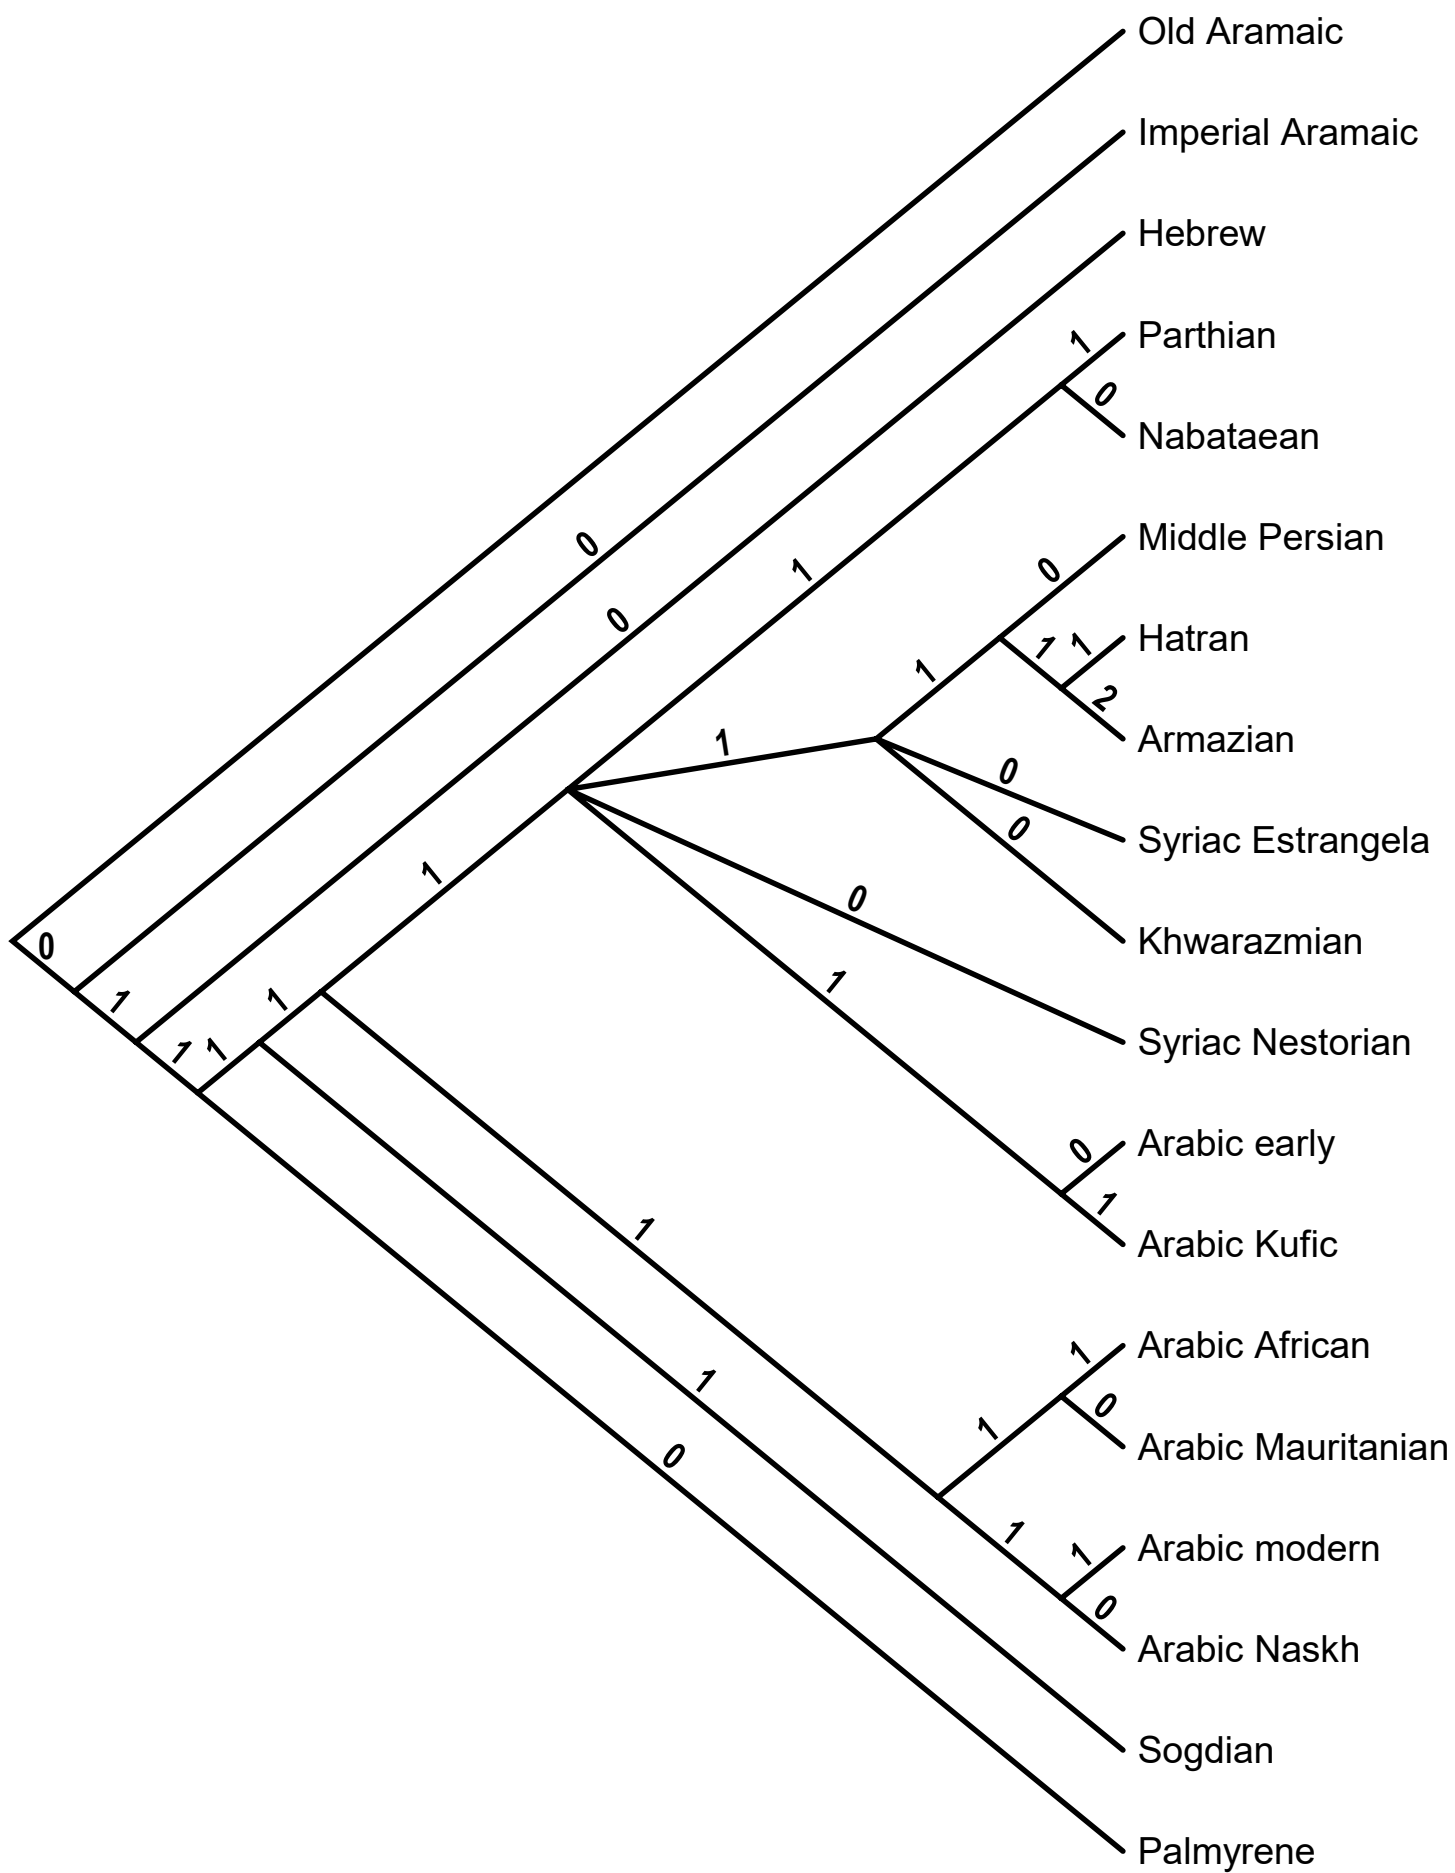 Old Aramaic
Imperial Aramaic
Hebrew
Parthian
1
0
Nabataean
Middle Persian
0
0
1
0
Hatran
1
1
0
1
2
Armazian
1
0
Syriac Estrangela
0
1
Khwarazmian
0
0
1
1
1
Syriac Nestorian
1
1
0
Arabic early
1
Arabic Kufic
1
Arabic African
1
1
0
Arabic Mauritanian
1
0
1
Arabic modern
1
0
Arabic Naskh
Sogdian
Palmyrene